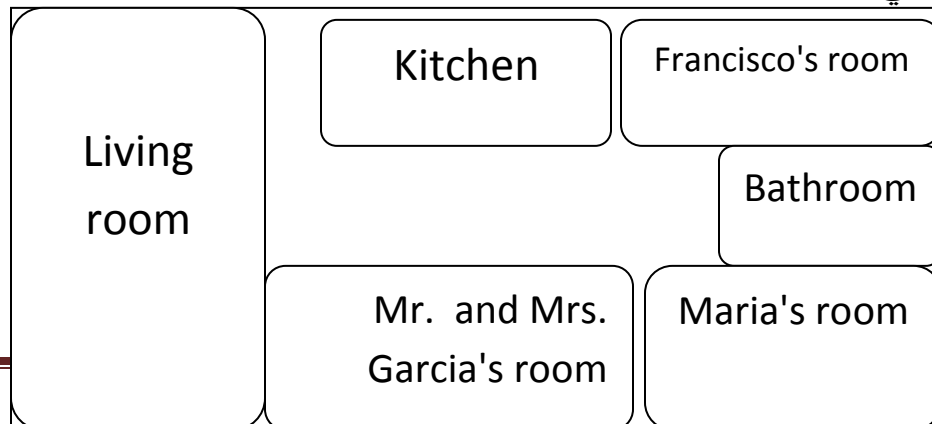 Kitchen
Francisco's room
Living
room
Bathroom
Mr. and Mrs.
Garcia's room
Maria's room